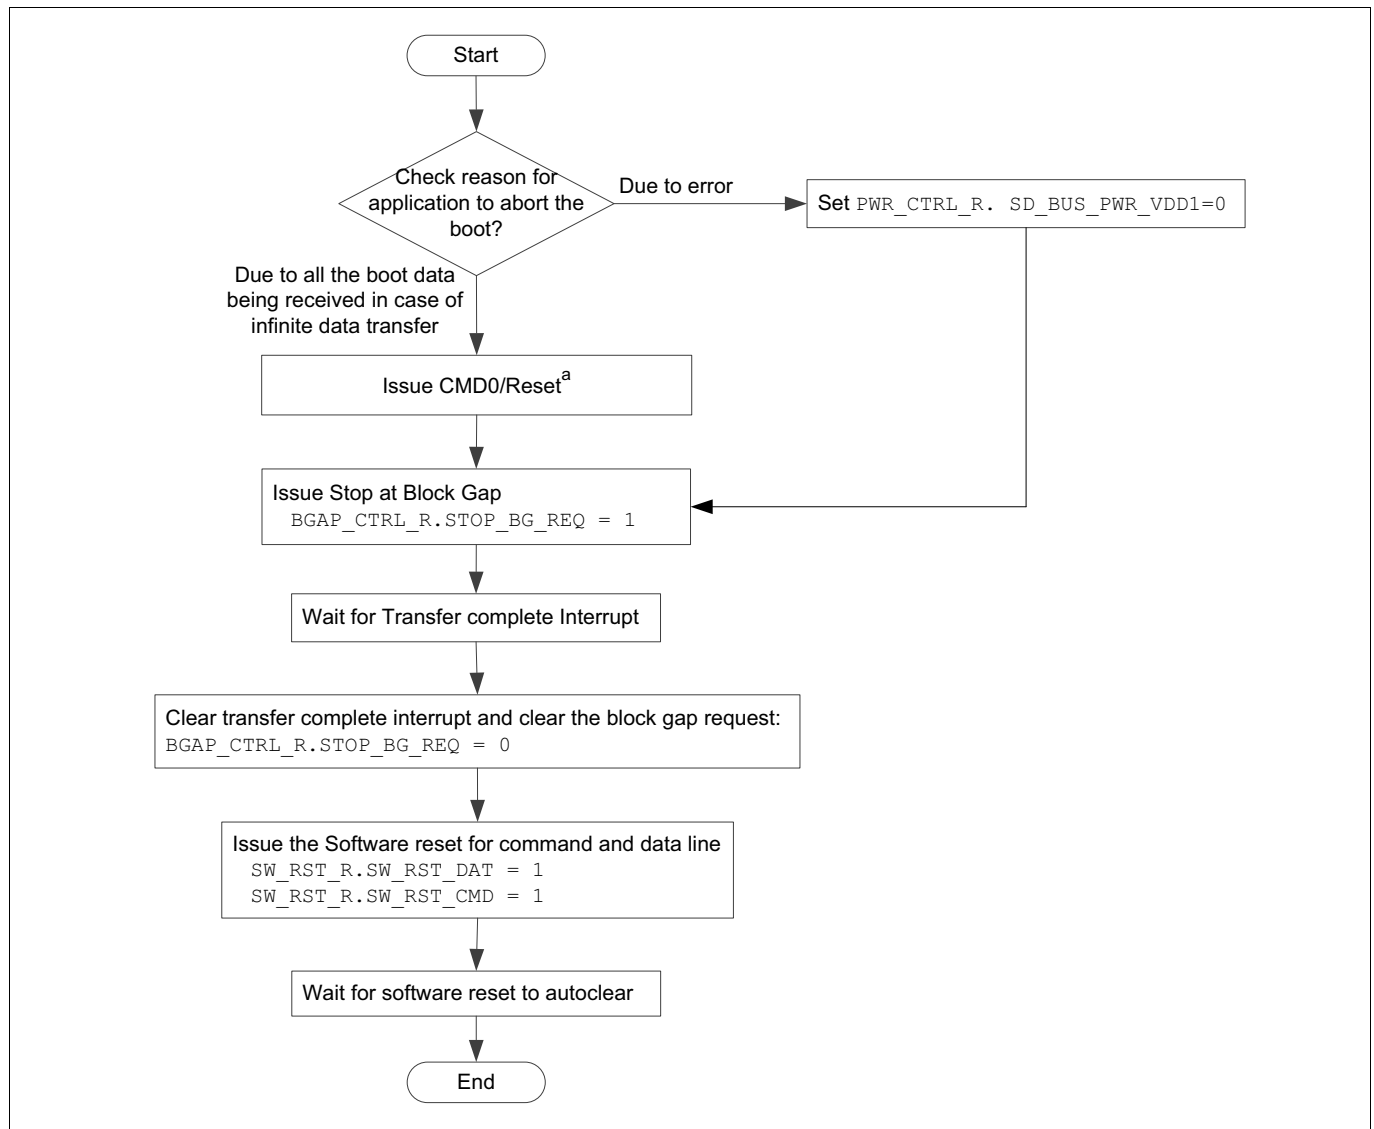 Start
Check reason for
application to abort the
boot?
Due to error
Set PWR_CTRL_R. SD_BUS_PWR_VDD1=0
Due to all the boot data
being received in case of
infinite data transfer
Issue CMD0/Reset^a
Issue Stop at Block Gap
BGAP_CTRL_R.STOP_BG_REQ = 1
Wait for Transfer complete Interrupt
Clear transfer complete interrupt and clear the block gap request:
BGAP_CTRL_R.STOP_BG_REQ = 0
Issue the Software reset for command and data line
SW_RST_R.SW_RST_DAT = 1
SW_RST_R.SW_RST_CMD = 1
Wait for software reset to autoclear
End